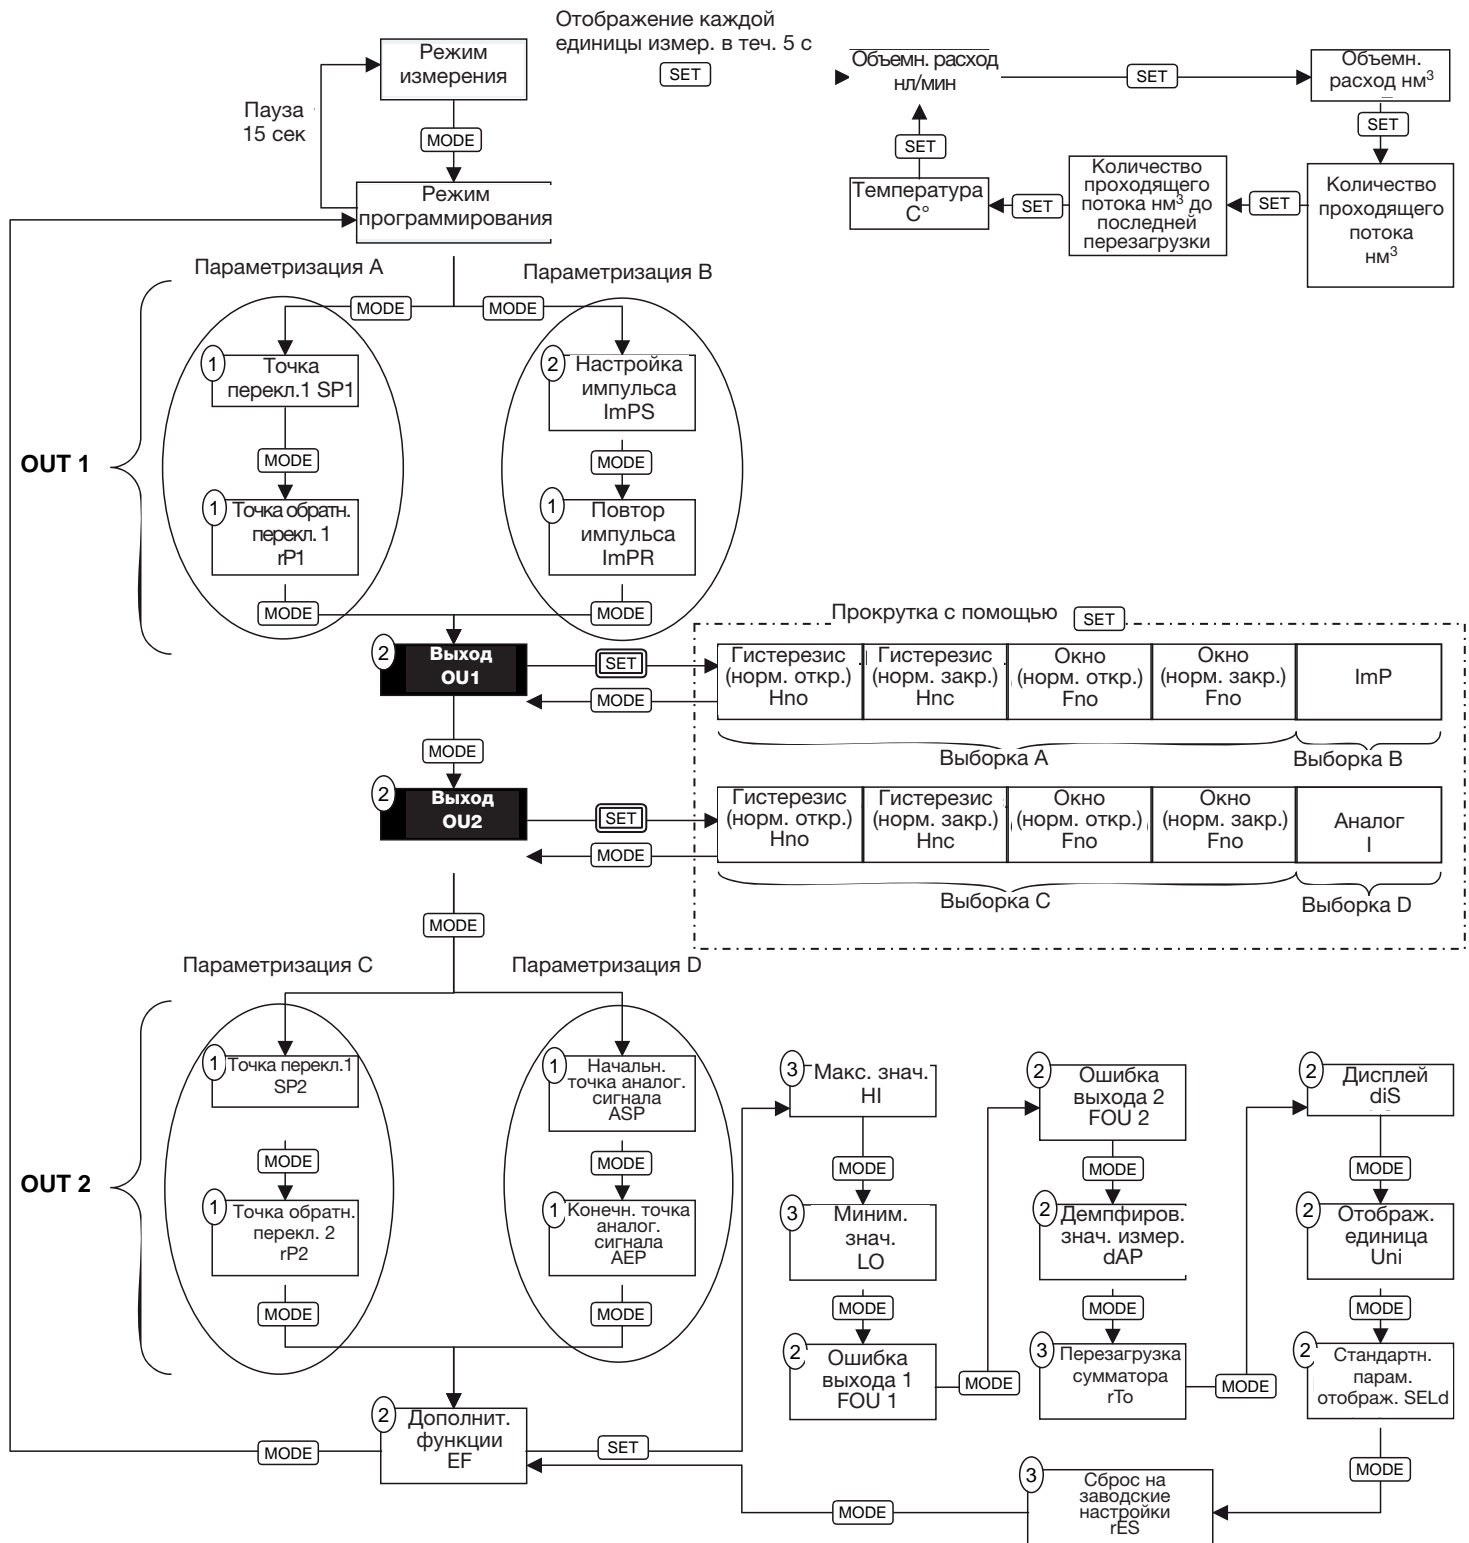 Отображение каждой
единицы измер. в теч. 5 с
SET
Режим
измерения
Пауза
15 сек
MODE
Режим
программирования
Объемн. расход
нл/мин
SET
Объемн.
расход нм³
SET
SET
Температура
C°
SET
Количество
проходящего
потока нм³ до
последней
перезагрузки
SET
Количество
проходящего
потока
нм³
Параметризация A
Параметризация B
MODE
MODE
OUT 1
1
Точка
перекл.1 SP1
2
Настройка
импульса
ImPS
MODE
MODE
1
Точка обратн.
перекл. 1
rP1
1
Повтор
импульса
ImPR
MODE
MODE
Прокрутка с помощью SET
2
Выход
OU1
SET
MODE
Гистерезис
(норм. откр.)
Hno
Гистерезис
(норм. закр.)
Hnc
Окно
(норм. откр.)
Fno
Окно
(норм. закр.)
Fno
ImP
Выборка A
Выборка B
MODE
2
Выход
OU2
SET
MODE
Гистерезис
(норм. откр.)
Hno
Гистерезис
(норм. закр.)
Hnc
Окно
(норм. откр.)
Fno
Окно
(норм. закр.)
Fno
Аналог
I
Выборка C
Выборка D
MODE
Параметризация C
Параметризация D
OUT 2
1
Точка перекл.1
SP2
1
Начальн.
точка аналог.
сигнала
ASP
MODE
MODE
1
Точка обратн.
перекл. 2
rP2
1
Конечн. точка
аналог.
сигнала
AEP
MODE
MODE
3
Макс. знач.
HI
MODE
3
Миним.
знач.
LO
MODE
2
Ошибка
выхода 1
FOU 1
MODE
2
Ошибка
выхода 2
FOU 2
MODE
2
Демпфиров.
знач. измер.
dAP
MODE
3
Перезагрузка
сумматора
rTo
MODE
2
Дисплей
diS
MODE
2
Отображ.
единица
Uni
MODE
2
Стандартн.
парам.
отображ. SELd
MODE
2
Дополнит.
функции
EF
MODE
SET
MODE
3
Сброс на
заводские
настройки
rES